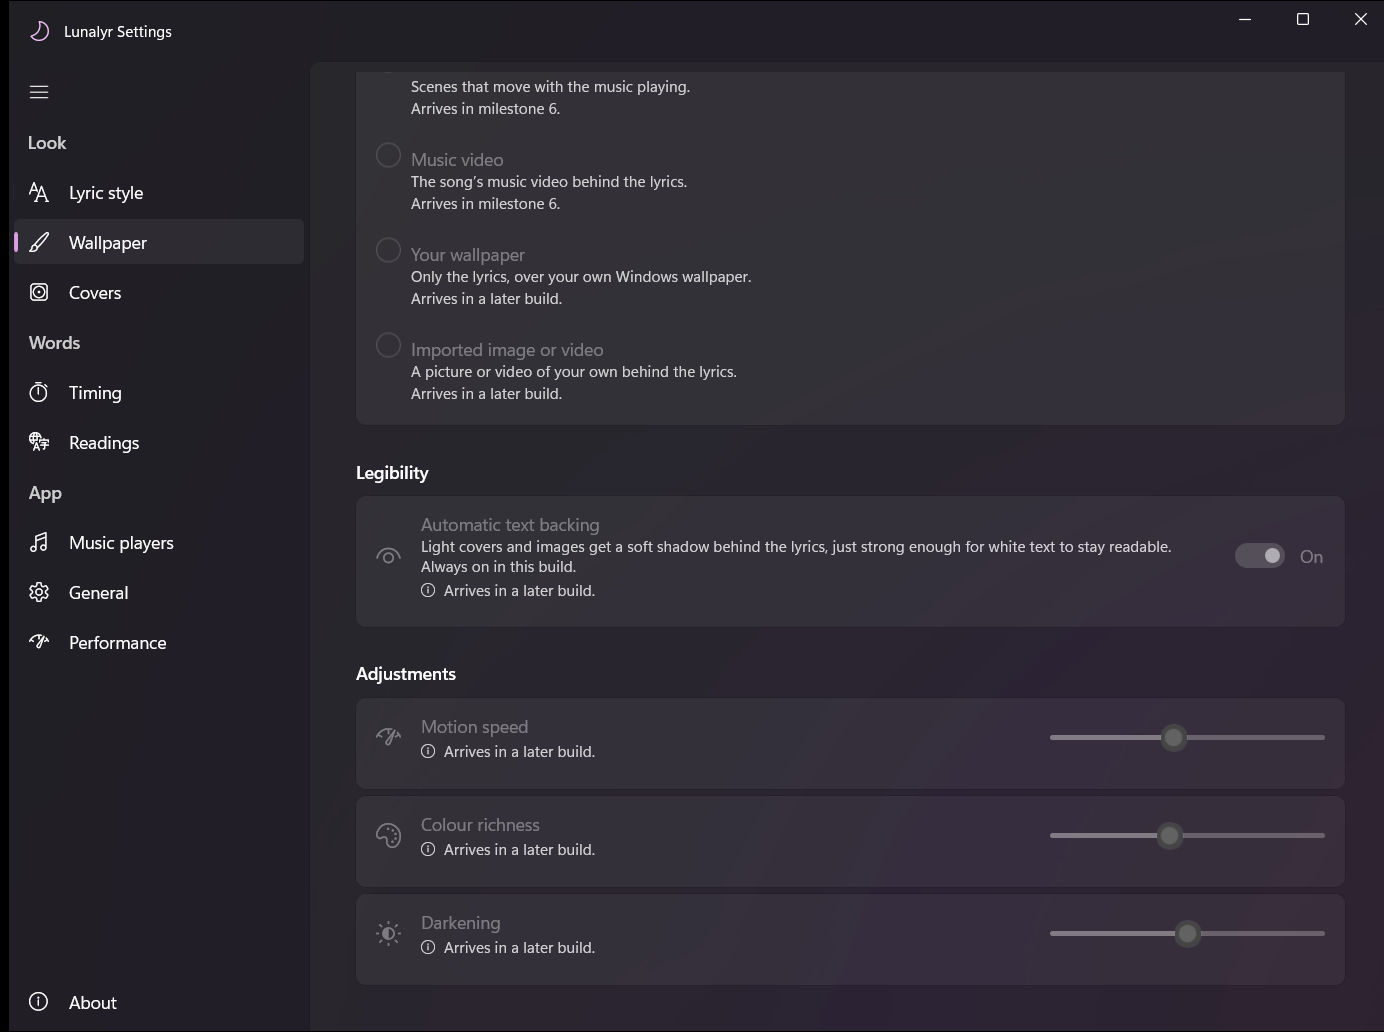 Lunalyr Settings
Look
Lyric style
Wallpaper
Covers
Words
Timing
Readings
App
Music players
General
Performance
About
Scenes that move with the music playing.
Arrives in milestone 6.
Music video
The song's music video behind the lyrics.
Arrives in milestone 6.
Your wallpaper
Only the lyrics, over your own Windows wallpaper.
Arrives in a later build.
Imported image or video
A picture or video of your own behind the lyrics.
Arrives in a later build.
Legibility
Automatic text backing
Light covers and images get a soft shadow behind the lyrics, just strong enough for white text to stay readable.
Always on in this build.
Arrives in a later build.
On
Adjustments
Motion speed
Arrives in a later build.
Colour richness
Arrives in a later build.
Darkening
Arrives in a later build.